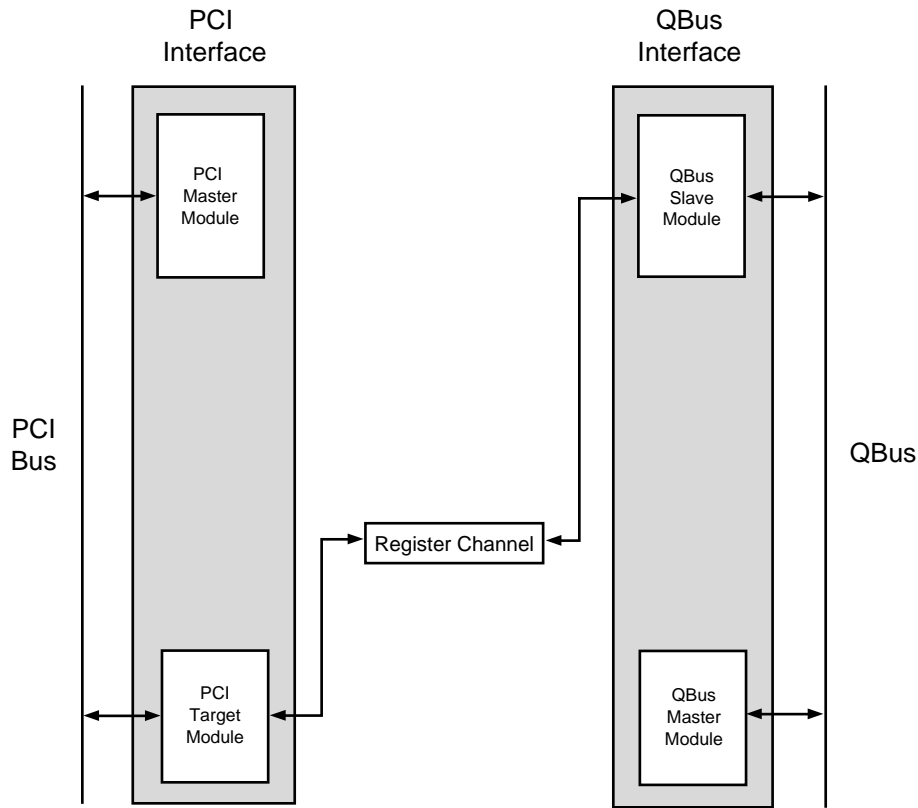 PCI
Interface
QBus
Interface
PCI
Master
Module
QBus
Slave
Module
PCI
Bus
QBus
Register Channel
PCI
Target
Module
QBus
Master
Module